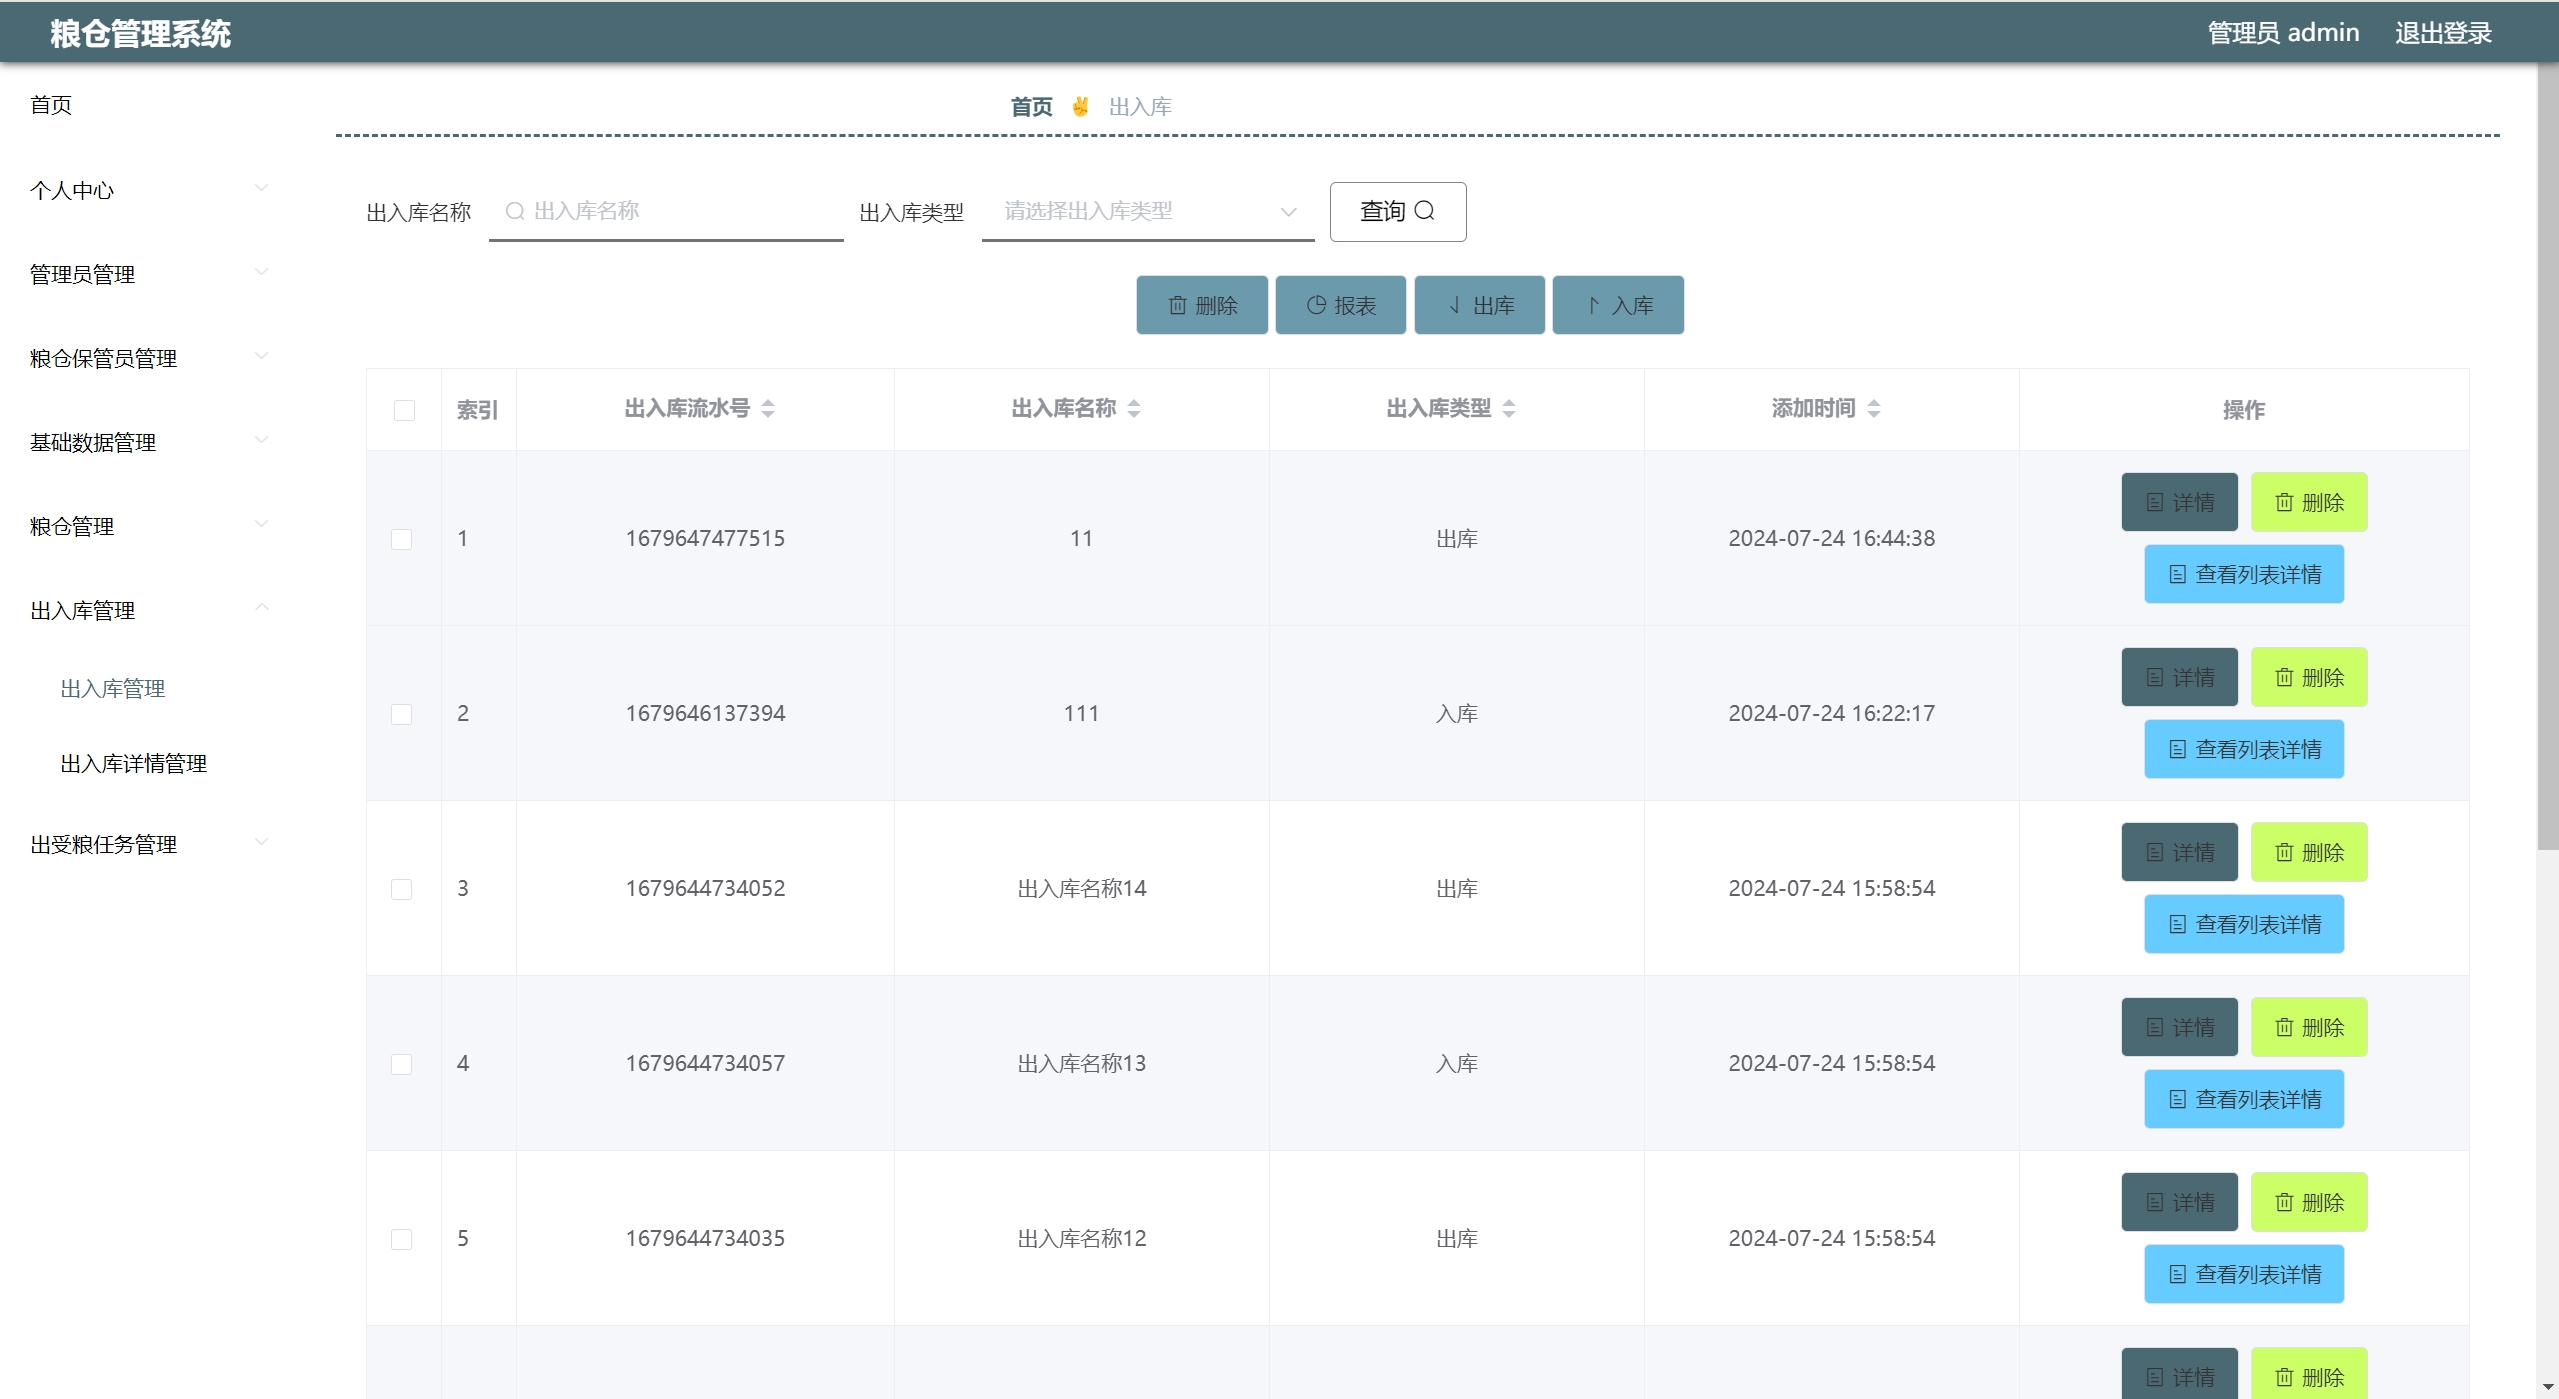 粮仓管理系统 管理员 admin 退出登录
首页
个人中心
管理员管理
粮仓保管员管理
基础数据管理
粮仓管理
出入库管理
出入库管理
出入库详情管理
出受粮任务管理
首页 ✌ 出入库
出入库名称 出入库名称 出入库类型 请选择出入库类型 查询
删除 报表 出库 入库
索引 出入库流水号 出入库名称 出入库类型 添加时间 操作
1 1679647477515 11 出库 2024-07-24 16:44:38 详情 删除
查看列表详情
2 1679646137394 111 入库 2024-07-24 16:22:17 详情 删除
查看列表详情
3 1679644734052 出入库名称14 出库 2024-07-24 15:58:54 详情 删除
查看列表详情
4 1679644734057 出入库名称13 入库 2024-07-24 15:58:54 详情 删除
查看列表详情
5 1679644734035 出入库名称12 出库 2024-07-24 15:58:54 详情 删除
查看列表详情
详情 删除